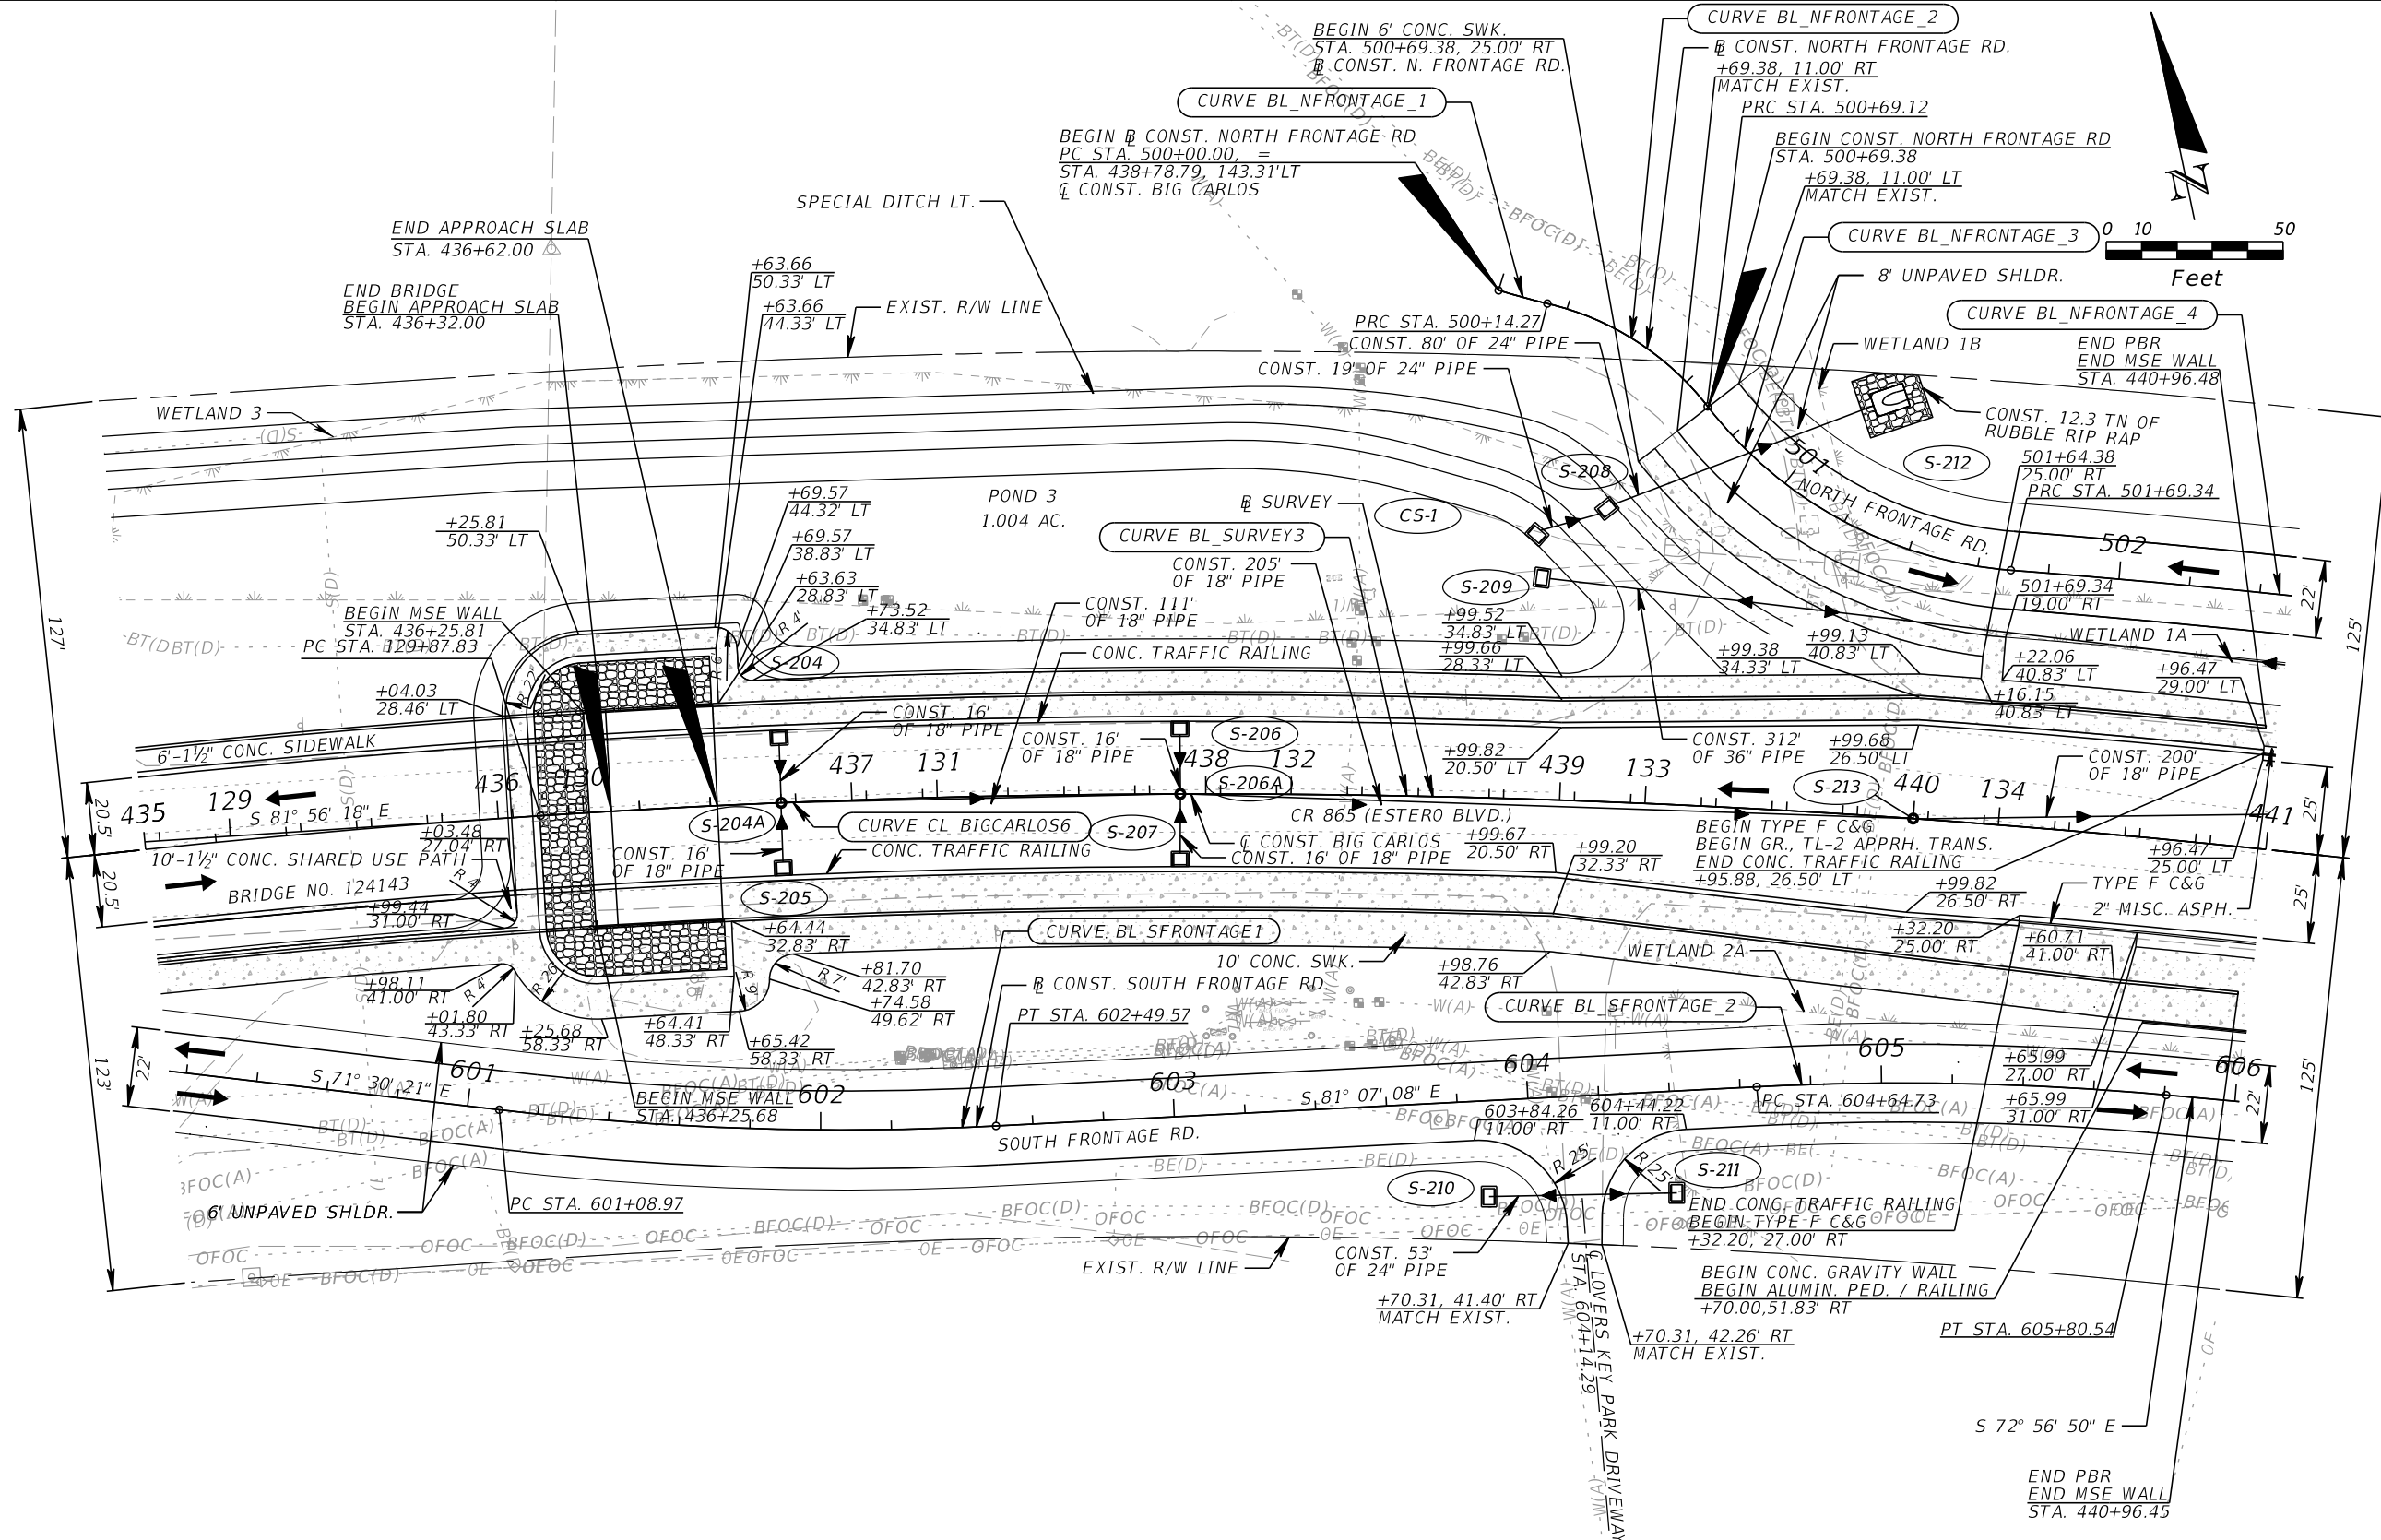 BEGIN 6' CONC. SWK.
STA. 500+69.38, 25.00' RT
℄ CONST. N. FRONTAGE RD.
CURVE BL_NFRONTAGE_2
℄ CONST. NORTH FRONTAGE RD.
+69.38, 11.00' RT
MATCH EXIST.
PRC STA. 500+69.12
BEGIN CONST. NORTH FRONTAGE RD
STA. 500+69.38
+69.38, 11.00' LT
MATCH EXIST.
CURVE BL_NFRONTAGE_1
BEGIN ℄ CONST. NORTH FRONTAGE RD
PC STA. 500+00.00, =
STA. 438+78.79, 143.31'LT
℄ CONST. BIG CARLOS
N
0 10 50
Feet
CURVE BL_NFRONTAGE_3
8' UNPAVED SHLDR.
CURVE BL_NFRONTAGE_4
WETLAND 1B
END PBR
END MSE WALL
STA. 440+96.48
SPECIAL DITCH LT.
END APPROACH SLAB
STA. 436+62.00
END BRIDGE
BEGIN APPROACH SLAB
STA. 436+32.00
+63.66
50.33' LT
+63.66
44.33' LT
EXIST. R/W LINE
PRC STA. 500+14.27
CONST. 80' OF 24" PIPE
CONST. 19' OF 24" PIPE
WETLAND 3
CONST. 12.3 TN OF
RUBBLE RIP RAP
S-212
S-208
501
501+64.38
25.00' RT
PRC STA. 501+69.34
NORTH FRONTAGE RD.
502
501+69.34
19.00' RT
22'
127'
125'
POND 3
1.004 AC.
℄ SURVEY
CS-1
CURVE BL_SURVEY3
CONST. 205'
OF 18" PIPE
S-209
+69.57
44.32' LT
+69.57
38.83' LT
+63.63
28.83' LT
+73.52
34.83' LT
+25.81
50.33' LT
BEGIN MSE WALL
STA. 436+25.81
PC STA. 129+87.83
R 4'
R 9'
R 22'
S-204
CONST. 111'
OF 18" PIPE
CONC. TRAFFIC RAILING
+99.52
34.83' LT
+99.66
28.33' LT
+99.38
34.33' LT
+99.13
40.83' LT
WETLAND 1A
+22.06
40.83' LT
+16.15
40.83' LT
+96.47
29.00' LT
+04.03
28.46' LT
CONST. 16'
OF 18" PIPE
CONST. 16'
OF 18" PIPE
S-206
S-206A
+99.82
20.50' LT
CONST. 312'
OF 36" PIPE
+99.68
26.50' LT
CONST. 200'
OF 18" PIPE
S-213
6'-1½" CONC. SIDEWALK
435
129
436
130
437
131
438
132
439
133
440
134
441
S 81° 56' 18" E
20.5'
20.5'
25'
25'
+03.48
27.04' RT
10'-1½" CONC. SHARED USE PATH
BRIDGE NO. 124143
R 4'
+99.44
31.00' RT
S-204A
CONST. 16'
OF 18" PIPE
CURVE CL_BIGCARLOS6
CONC. TRAFFIC RAILING
S-207
℄ CONST. BIG CARLOS
CONST. 16' OF 18" PIPE
CR 865 (ESTERO BLVD.)
+99.67
20.50' RT
+99.20
32.33' RT
BEGIN TYPE F C&G
BEGIN GR., TL-2 APPRH. TRANS.
END CONC. TRAFFIC RAILING
+95.88, 26.50' LT
+96.47
25.00' LT
TYPE F C&G
2" MISC. ASPH.
+99.82
26.50' RT
+32.20
25.00' RT
+60.71
41.00' RT
S-205
+64.44
32.83' RT
CURVE BL SFRONTAGE1
10' CONC. SWK.
+98.76
42.83' RT
WETLAND 2A
+98.11
41.00' RT
R 4'
+01.80
43.33' RT
R 26'
+25.68
58.33' RT
+64.41
48.33' RT
R 9'
R 7'
+81.70
42.83' RT
+74.58
49.62' RT
+65.42
58.33' RT
℄ CONST. SOUTH FRONTAGE RD.
PT STA. 602+49.57
CURVE BL_SFRONTAGE_2
123'
22'
125'
22'
S 71° 30' 21" E
601
602
603
604
605
606
BEGIN MSE WALL
STA. 436+25.68
S 81° 07' 08" E
SOUTH FRONTAGE RD.
603+84.26
11.00' RT
604+44.22
11.00' RT
PC STA. 604+64.73
+65.99
27.00' RT
+65.99
31.00' RT
6' UNPAVED SHLDR.
PC STA. 601+08.97
S-210
R 25'
R 25'
S-211
EXIST. R/W LINE
CONST. 53'
OF 24" PIPE
END CONC. TRAFFIC RAILING
BEGIN TYPE F C&G
+32.20, 27.00' RT
BEGIN CONC. GRAVITY WALL
BEGIN ALUMIN. PED. / RAILING
+70.00,51.83' RT
+70.31, 41.40' RT
MATCH EXIST.
℄ LOVERS KEY PARK DRIVEWAY
STA. 604+14.29
+70.31, 42.26' RT
MATCH EXIST.
PT STA. 605+80.54
S 72° 56' 50" E
END PBR
END MSE WALL
STA. 440+96.45